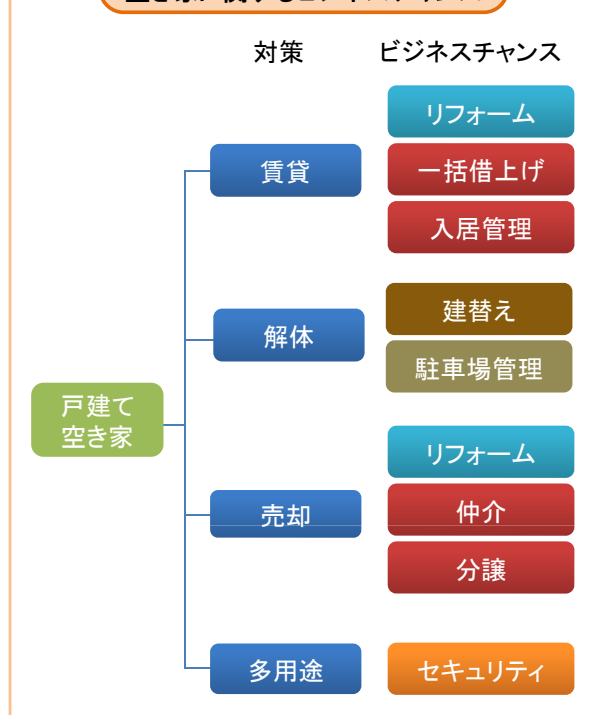 対策 ビジネスチャンス
リフォーム
賃貸
一括借上げ
入居管理
建替え
解体
駐車場管理
戸建て
空き家
リフォーム
売却
仲介
分譲
多用途
セキュリティ